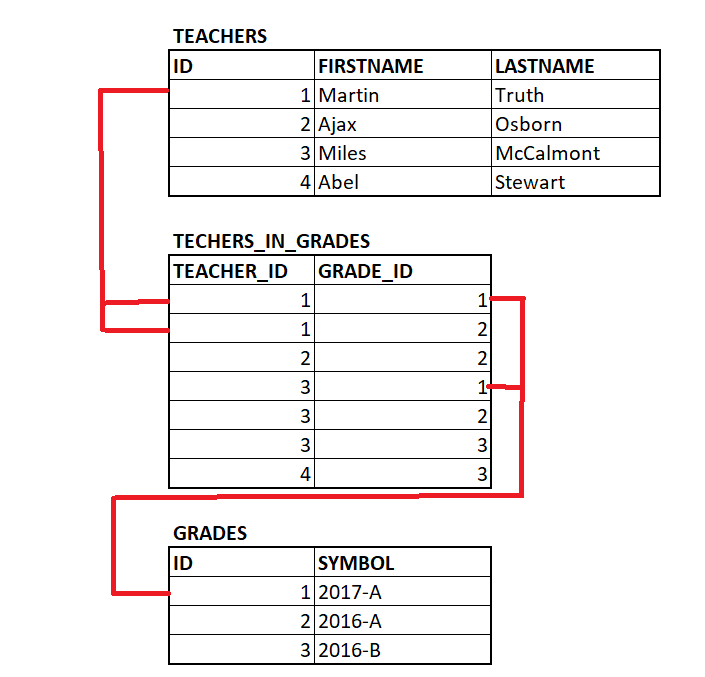 TEACHERS
ID FIRSTNAME LASTNAME
1 Martin Truth
2 Ajax Osborn
3 Miles McCalmont
4 Abel Stewart
TECHERS_IN_GRADES
TEACHER_ID GRADE_ID
1 1
1 2
2 2
3 1
3 2
3 3
4 3
GRADES
ID SYMBOL
1 2017-A
2 2016-A
3 2016-B